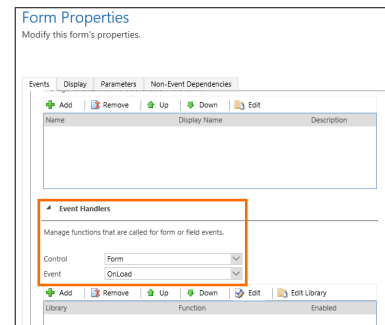 Form Properties
Modify this form's properties.
Events Display Parameters Non-Event Dependencies
Add Remove Up Down Edit
Name Display Name Description
Event Handlers
Manage functions that are called for form or field events.
Control Form
Event OnLoad
Add Remove Up Down Edit Edit Library
Library Function Enabled